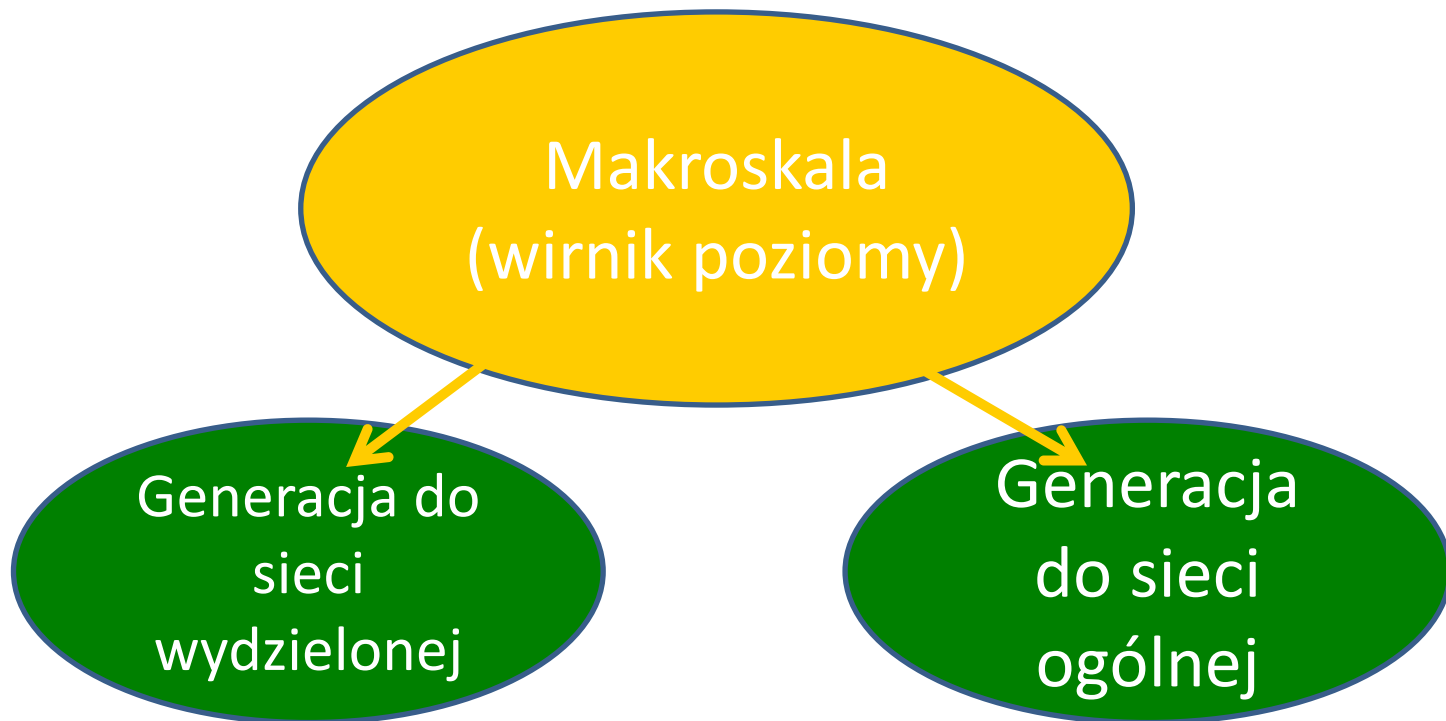 Makroskala
(wirnik poziomy)
Generacja do
sieci
wydzielonej
Generacja
do sieci
ogólnej